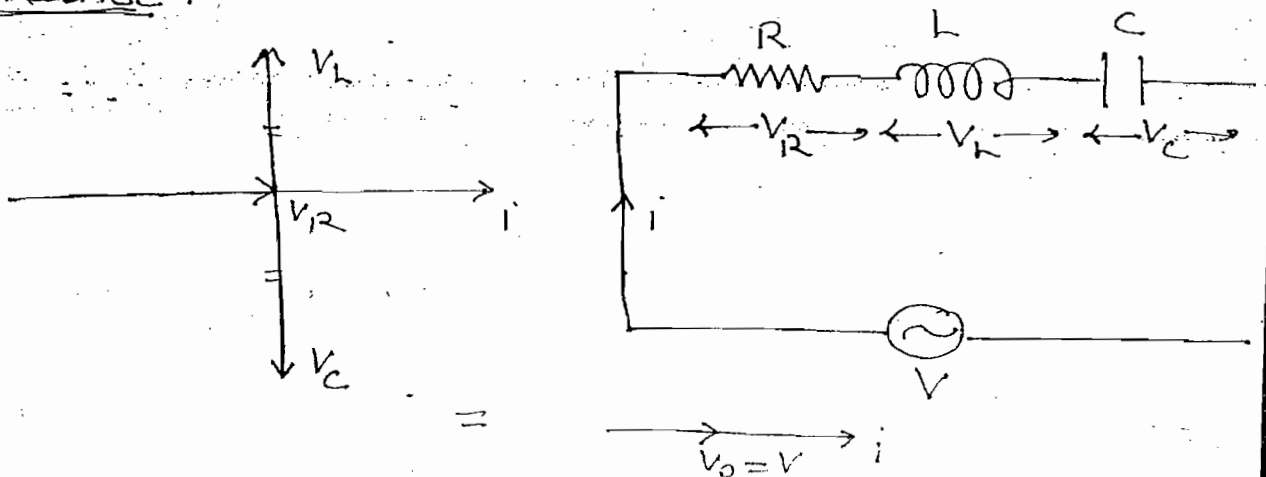 R L C
V_L
V_R V_L V_C
V_R i
i
V_C
V
=
V_0 = V i